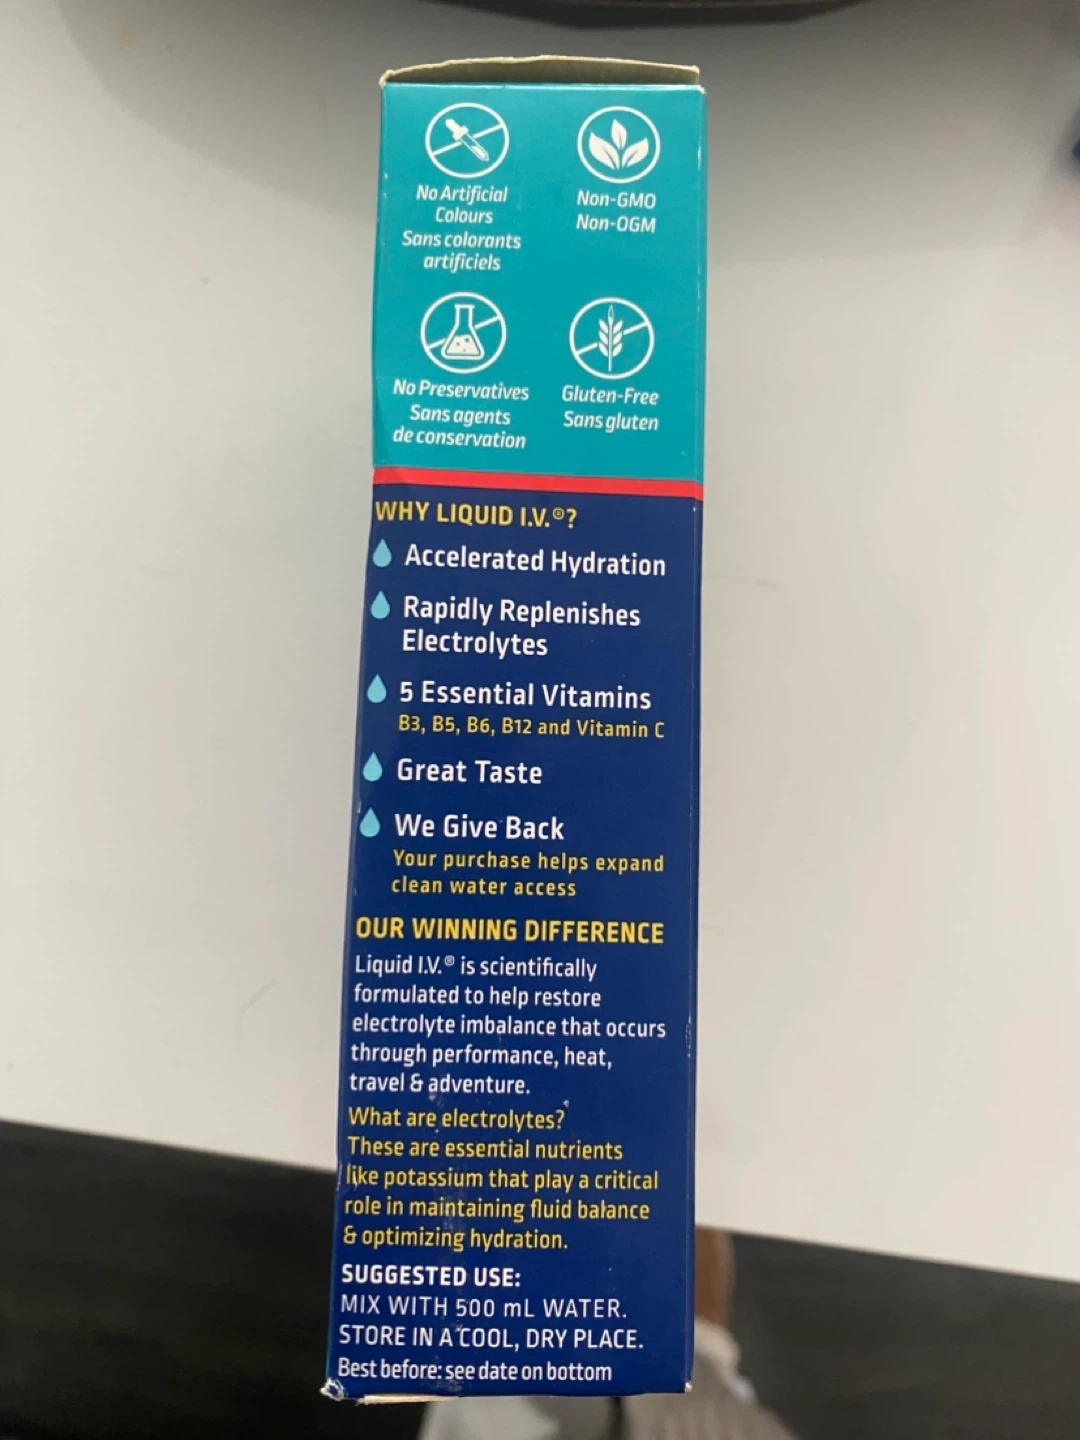 No Artificial
Colours
Sans colorants
artificiels
Non-GMO
Non-OGM
No Preservatives
Sans agents
de conservation
Gluten-Free
Sans gluten
WHY LIQUID I.V.®?
Accelerated Hydration
Rapidly Replenishes
Electrolytes
5 Essential Vitamins
B3, B5, B6, B12 and Vitamin C
Great Taste
We Give Back
Your purchase helps expand
clean water access
OUR WINNING DIFFERENCE
Liquid I.V.® is scientifically
formulated to help restore
electrolyte imbalance that occurs
through performance, heat,
travel & adventure.
What are electrolytes?
These are essential nutrients
like potassium that play a critical
role in maintaining fluid balance
& optimizing hydration.
SUGGESTED USE:
MIX WITH 500 mL WATER.
STORE IN A COOL, DRY PLACE.
Best before: see date on bottom